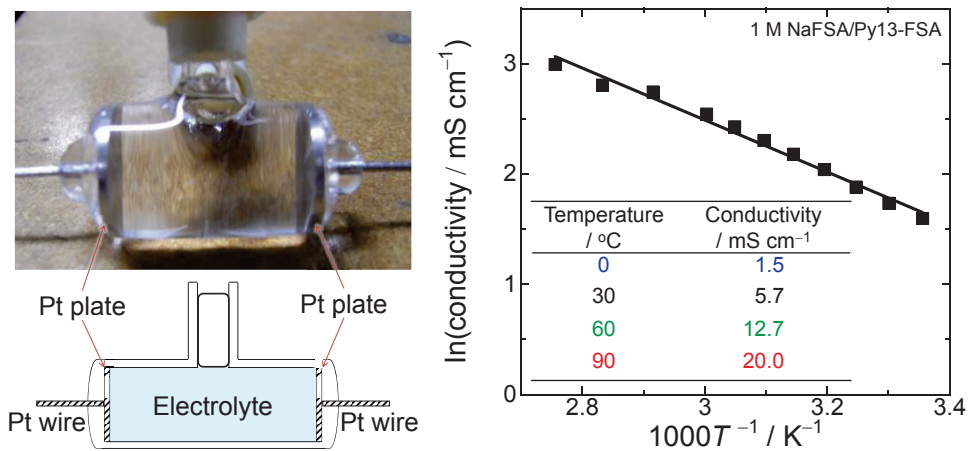 Pt plate
Pt plate
Electrolyte
Pt wire
Pt wire
1 M NaFSA/Py13-FSA
ln(conductivity / mS cm⁻¹)
3
2
1
0
Temperature Conductivity
/ °C / mS cm⁻¹
0 1.5
30 5.7
60 12.7
90 20.0
2.8 3 3.2 3.4
1000T ⁻¹ / K⁻¹